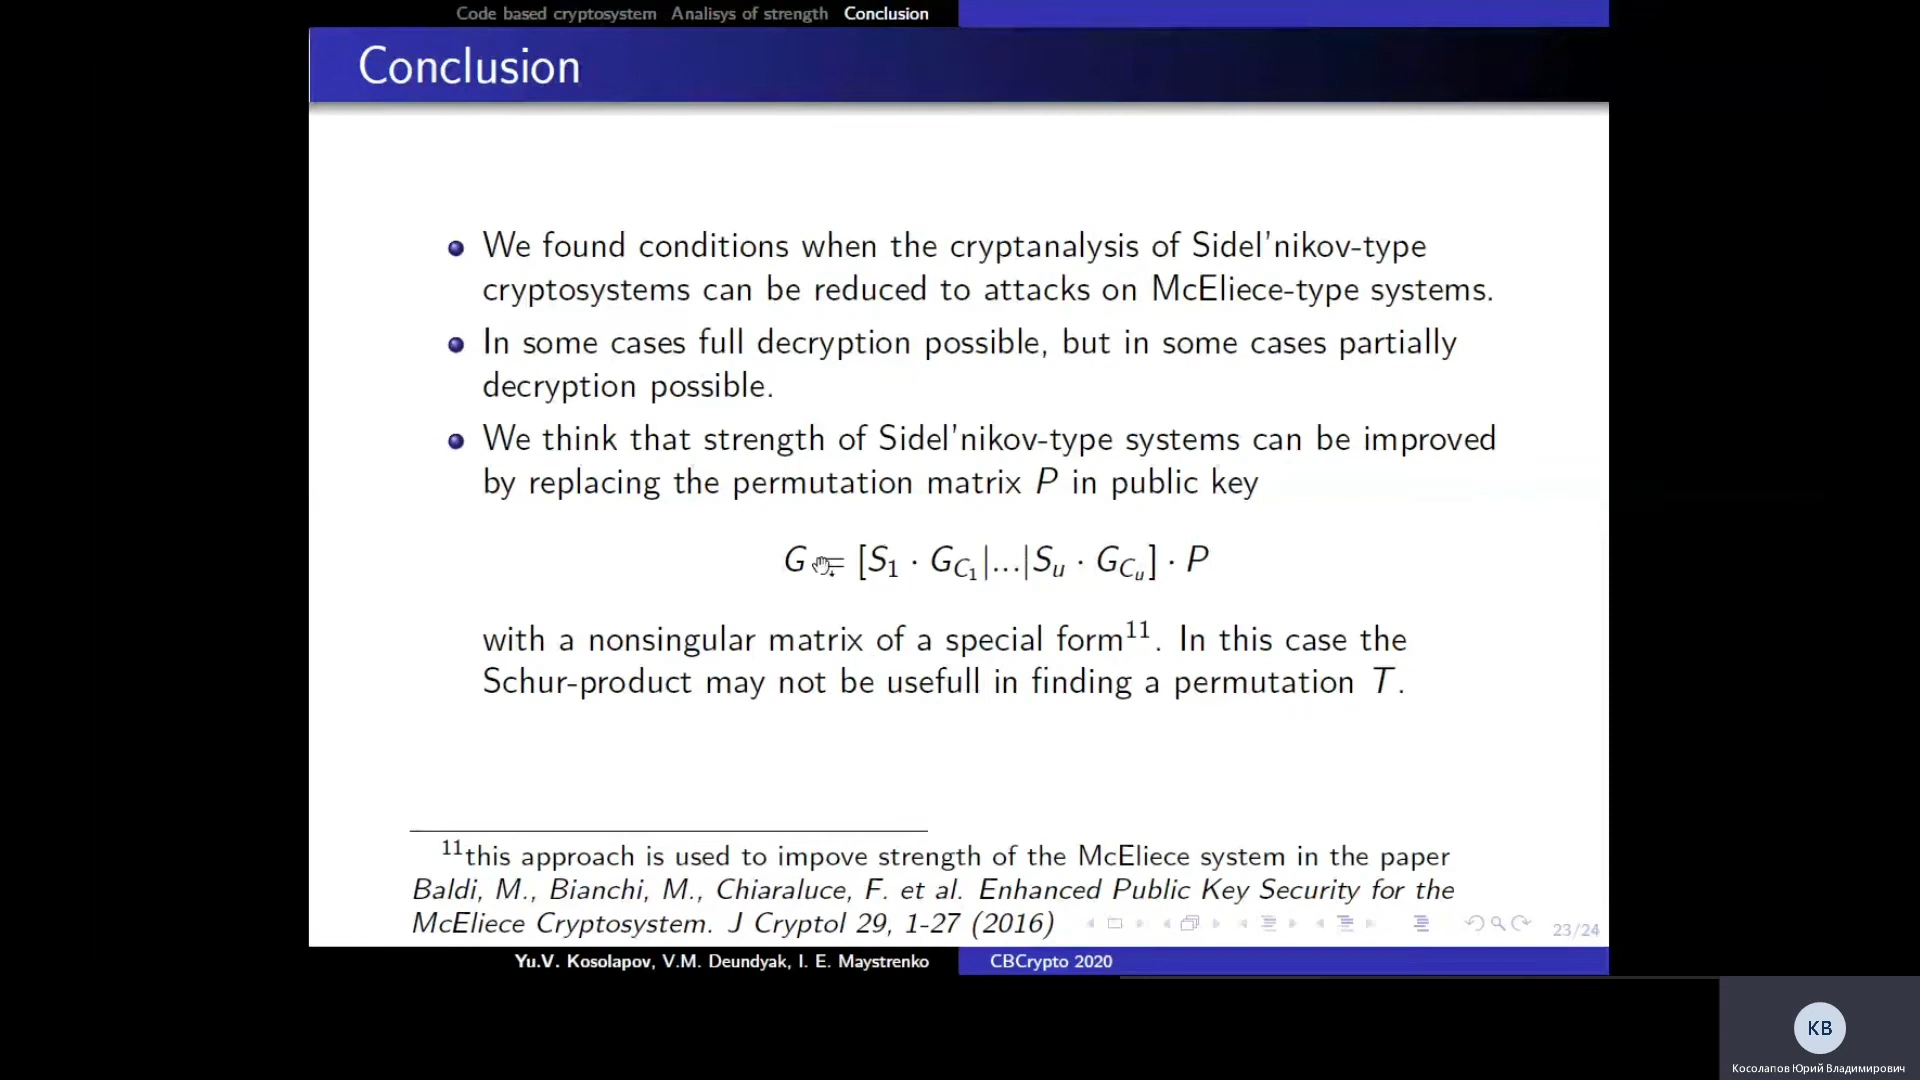 Code based cryptosystem Analisys of strength Conclusion
Conclusion
We found conditions when the cryptanalysis of Sidel'nikov-type
cryptosystems can be reduced to attacks on McEliece-type systems.
In some cases full decryption possible, but in some cases partially
decryption possible.
We think that strength of Sidel'nikov-type systems can be improved
by replacing the permutation matrix P in public key
G = [S₁ · G_{C₁}|...|S_u · G_{C_u}] · P
with a nonsingular matrix of a special form¹¹. In this case the
Schur-product may not be usefull in finding a permutation T.
¹¹this approach is used to impove strength of the McEliece system in the paper
Baldi, M., Bianchi, M., Chiaraluce, F. et al. Enhanced Public Key Security for the
McEliece Cryptosystem. J Cryptol 29, 1-27 (2016)
23/24
Yu.V. Kosolapov, V.M. Deundyak, I. E. Maystrenko
CBCrypto 2020
КВ
Косолапов Юрий Владимирович